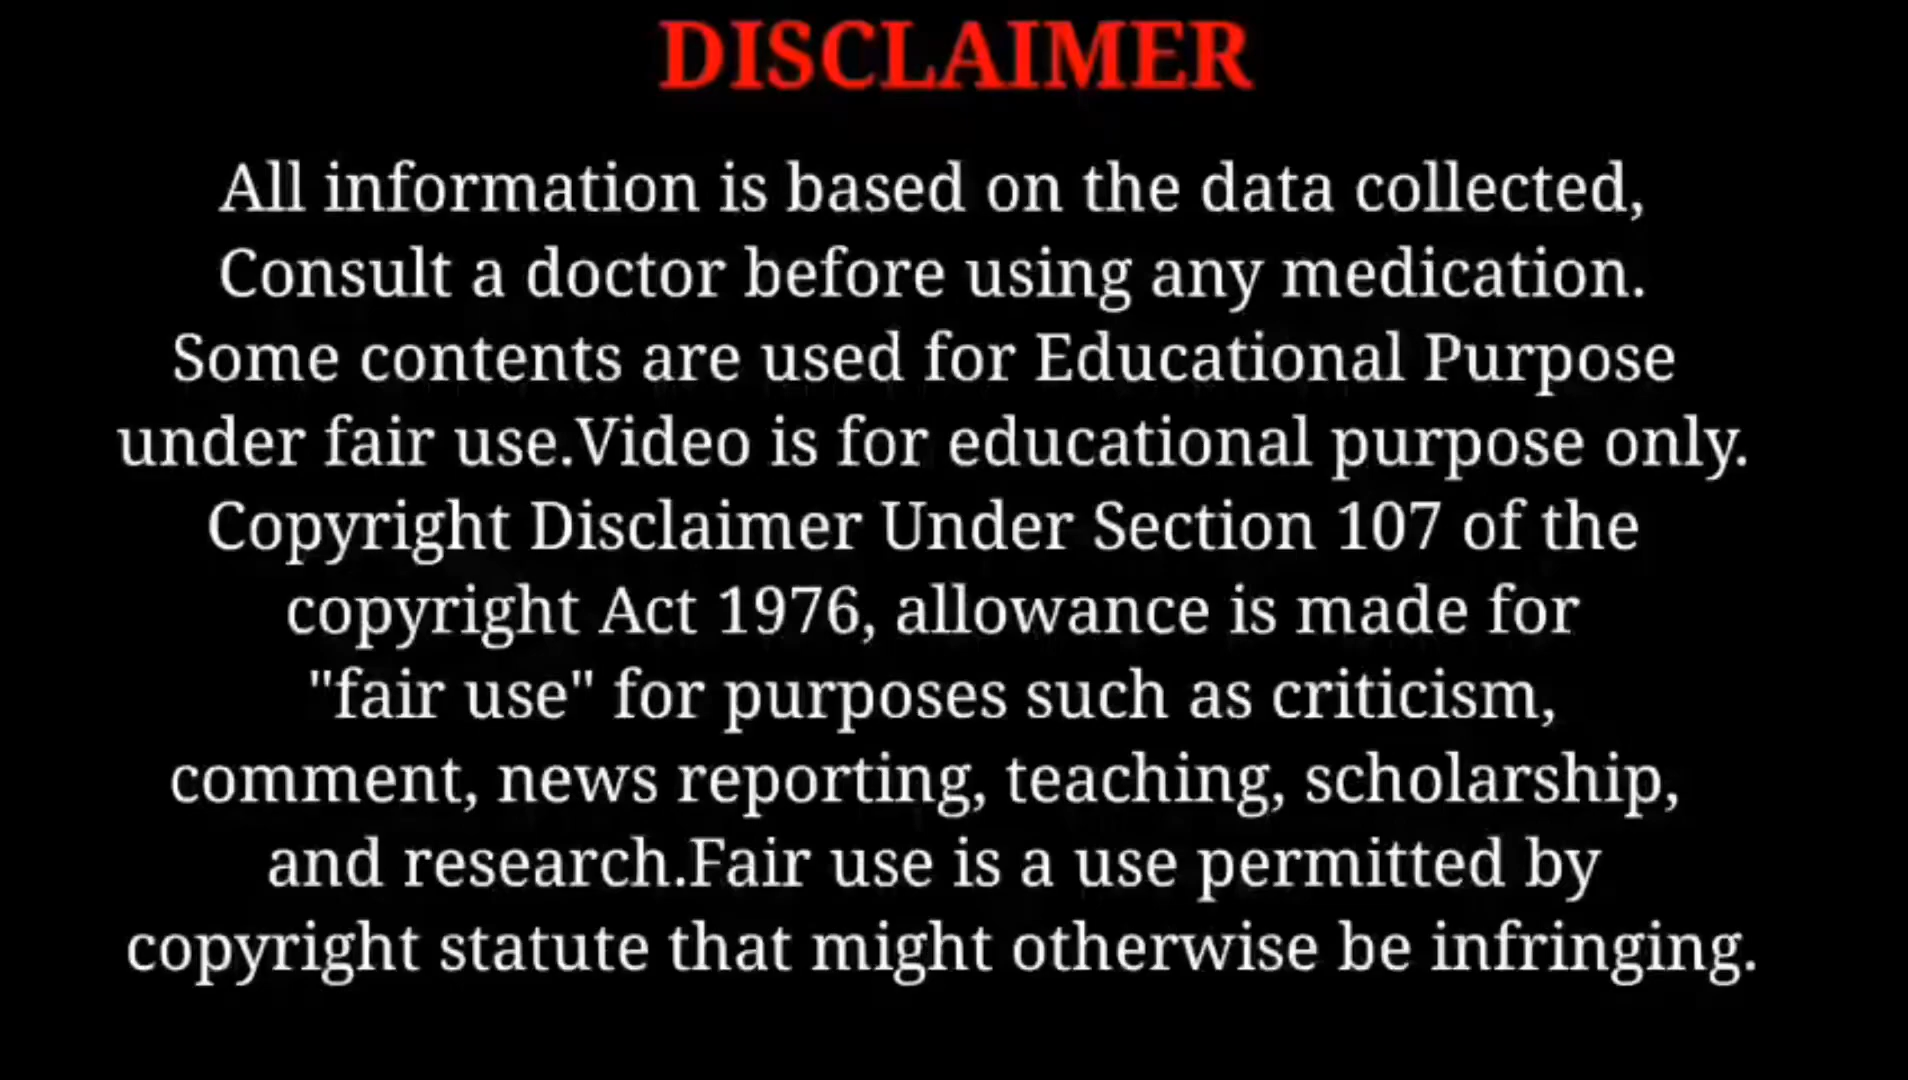 DISCLAIMER
All information is based on the data collected,
Consult a doctor before using any medication.
Some contents are used for Educational Purpose
under fair use.Video is for educational purpose only.
Copyright Disclaimer Under Section 107 of the
copyright Act 1976, allowance is made for
"fair use" for purposes such as criticism,
comment, news reporting, teaching, scholarship,
and research.Fair use is a use permitted by
copyright statute that might otherwise be infringing.